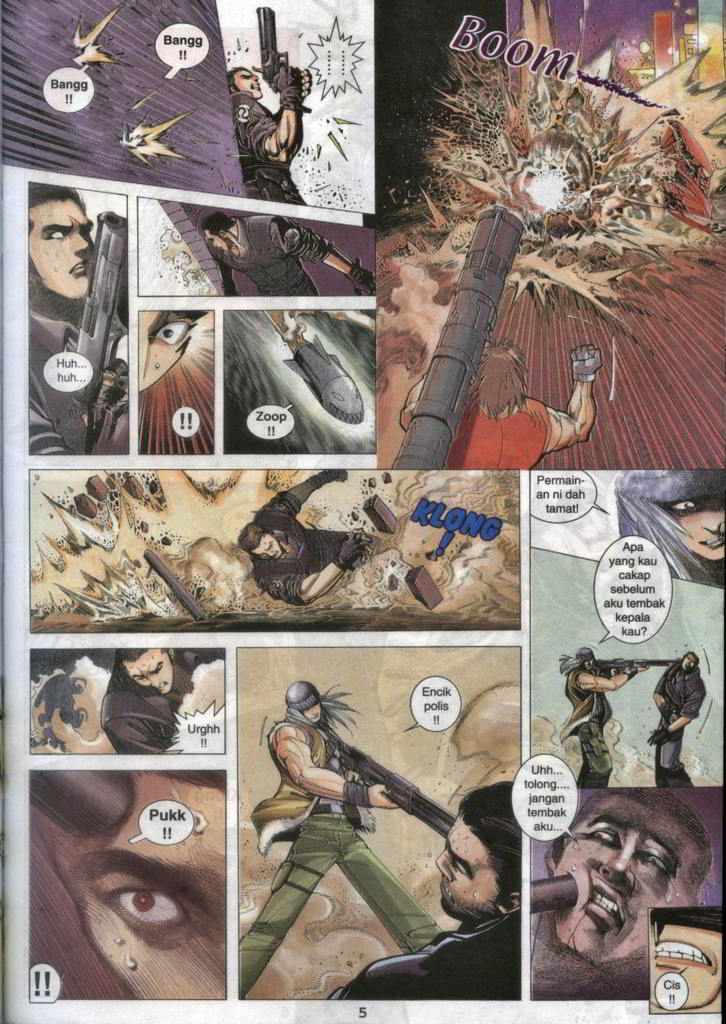 Bangg
!!
Bangg
!!
BOOM
Huh...
huh...
!!
Zoop
!!
KLONG
!
Permain-
an ni dah
tamat!
Apa
yang kau
cakap
sebelum
aku tembak
kepala
kau?
Urghh
!!
Encik
polis
!!
Pukk
!!
!!
Uhh...
tolong....
jangan
tembak
aku...
Cis
!!
5